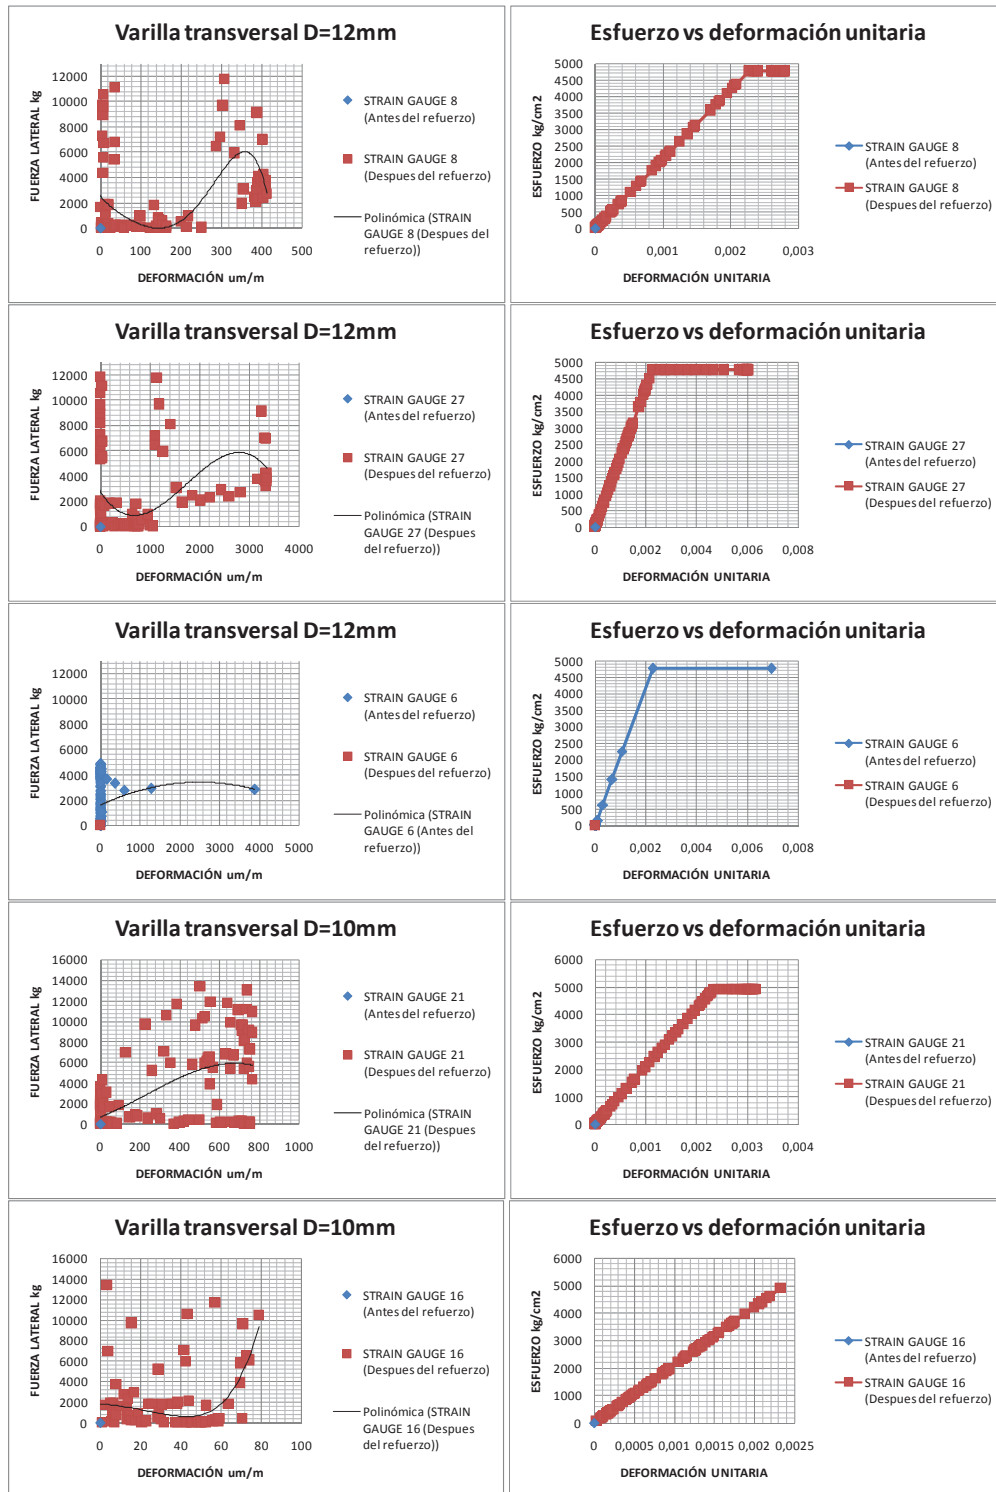 Varilla transversal D=12mm
FUERZA LATERAL kg
12000
10000
8000
6000
4000
2000
0
0 100 200 300 400 500
DEFORMACIÓN um/m
STRAIN GAUGE 8
(Antes del refuerzo)
STRAIN GAUGE 8
(Despues del refuerzo)
Polinómica (STRAIN
GAUGE 8 (Despues del
refuerzo))
Esfuerzo vs deformación unitaria
ESFUERZO kg/cm2
5000
4500
4000
3500
3000
2500
2000
1500
1000
500
0
0 0,001 0,002 0,003
DEFORMACIÓN UNITARIA
STRAIN GAUGE 8
(Antes del refuerzo)
STRAIN GAUGE 8
(Despues del refuerzo)
Varilla transversal D=12mm
FUERZA LATERAL kg
12000
10000
8000
6000
4000
2000
0
0 1000 2000 3000 4000
DEFORMACIÓN um/m
STRAIN GAUGE 27
(Antes del refuerzo)
STRAIN GAUGE 27
(Despues del refuerzo)
Polinómica (STRAIN
GAUGE 27 (Despues
del refuerzo))
Esfuerzo vs deformación unitaria
ESFUERZO kg/cm2
5000
4500
4000
3500
3000
2500
2000
1500
1000
500
0
0 0,002 0,004 0,006 0,008
DEFORMACIÓN UNITARIA
STRAIN GAUGE 27
(Antes del refuerzo)
STRAIN GAUGE 27
(Despues del refuerzo)
Varilla transversal D=12mm
FUERZA LATERAL kg
12000
10000
8000
6000
4000
2000
0
0 1000 2000 3000 4000 5000
DEFORMACIÓN um/m
STRAIN GAUGE 6
(Antes del refuerzo)
STRAIN GAUGE 6
(Despues del refuerzo)
Polinómica (STRAIN
GAUGE 6 (Antes del
refuerzo))
Esfuerzo vs deformación unitaria
ESFUERZO kg/cm2
5000
4500
4000
3500
3000
2500
2000
1500
1000
500
0
0 0,002 0,004 0,006 0,008
DEFORMACIÓN UNITARIA
STRAIN GAUGE 6
(Antes del refuerzo)
STRAIN GAUGE 6
(Despues del refuerzo)
Varilla transversal D=10mm
FUERZA LATERAL kg
16000
14000
12000
10000
8000
6000
4000
2000
0
0 200 400 600 800 1000
DEFORMACIÓN um/m
STRAIN GAUGE 21
(Antes del refuerzo)
STRAIN GAUGE 21
(Despues del refuerzo)
Polinómica (STRAIN
GAUGE 21 (Despues
del refuerzo))
Esfuerzo vs deformación unitaria
ESFUERZO kg/cm2
6000
5000
4000
3000
2000
1000
0
0 0,001 0,002 0,003 0,004
DEFORMACIÓN UNITARIA
STRAIN GAUGE 21
(Antes del refuerzo)
STRAIN GAUGE 21
(Despues del refuerzo)
Varilla transversal D=10mm
FUERZA LATERAL kg
16000
14000
12000
10000
8000
6000
4000
2000
0
0 20 40 60 80 100
DEFORMACIÓN um/m
STRAIN GAUGE 16
(Antes del refuerzo)
STRAIN GAUGE 16
(Despues del refuerzo)
Polinómica (STRAIN
GAUGE 16 (Despues
del refuerzo))
Esfuerzo vs deformación unitaria
ESFUERZO kg/cm2
6000
5000
4000
3000
2000
1000
0
0 0,0005 0,001 0,0015 0,002 0,0025
DEFORMACIÓN UNITARIA
STRAIN GAUGE 16
(Antes del refuerzo)
STRAIN GAUGE 16
(Despues del refuerzo)